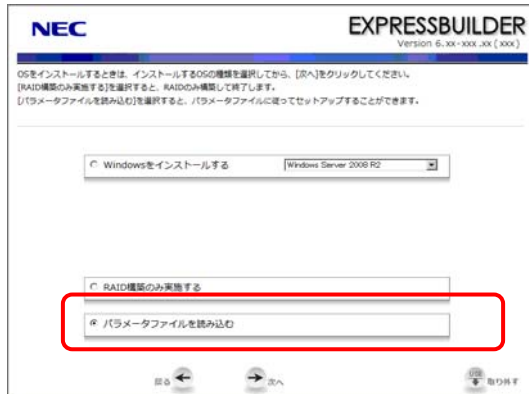 NEC
EXPRESSBUILDER
Version 6.xx-xxx.xx (xxx)
OSをインストールするときは、インストールするOSの種類を選択してから、[次へ]をクリックしてください。
[RAID構築のみ実施する]を選択すると、RAIDのみ構築して終了します。
[パラメータファイルを読み込む]を選択すると、パラメータファイルに従ってセットアップすることができます。
Windowsをインストールする
Windows Server 2008 R2
RAID構築のみ実施する
パラメータファイルを読み込む
戻る
次へ
USB
取り外す